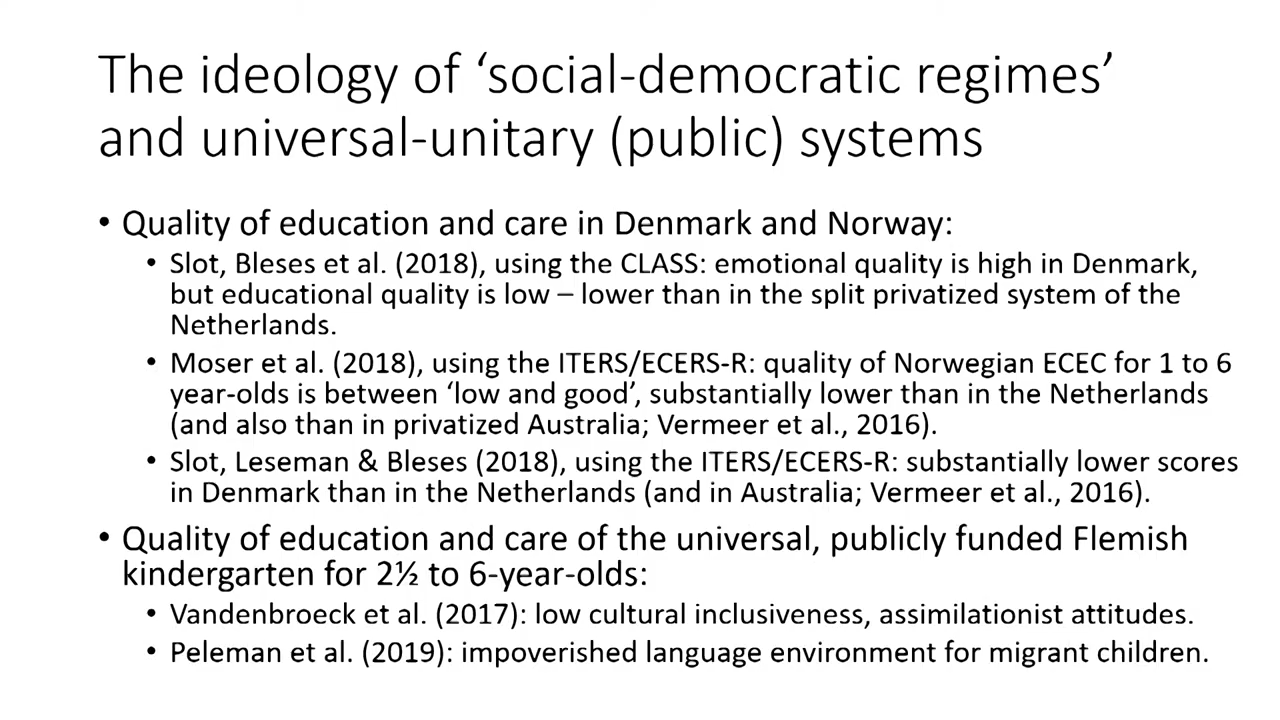 The ideology of ‘social-democratic regimes’
and universal-unitary (public) systems
• Quality of education and care in Denmark and Norway:
• Slot, Bleses et al. (2018), using the CLASS: emotional quality is high in Denmark,
but educational quality is low – lower than in the split privatized system of the
Netherlands.
• Moser et al. (2018), using the ITERS/ECERS-R: quality of Norwegian ECEC for 1 to 6
year-olds is between ‘low and good’, substantially lower than in the Netherlands
(and also than in privatized Australia; Vermeer et al., 2016).
• Slot, Leseman & Bleses (2018), using the ITERS/ECERS-R: substantially lower scores
in Denmark than in the Netherlands (and in Australia; Vermeer et al., 2016).
• Quality of education and care of the universal, publicly funded Flemish
kindergarten for 2½ to 6-year-olds:
• Vandenbroeck et al. (2017): low cultural inclusiveness, assimilationist attitudes.
• Peleman et al. (2019): impoverished language environment for migrant children.